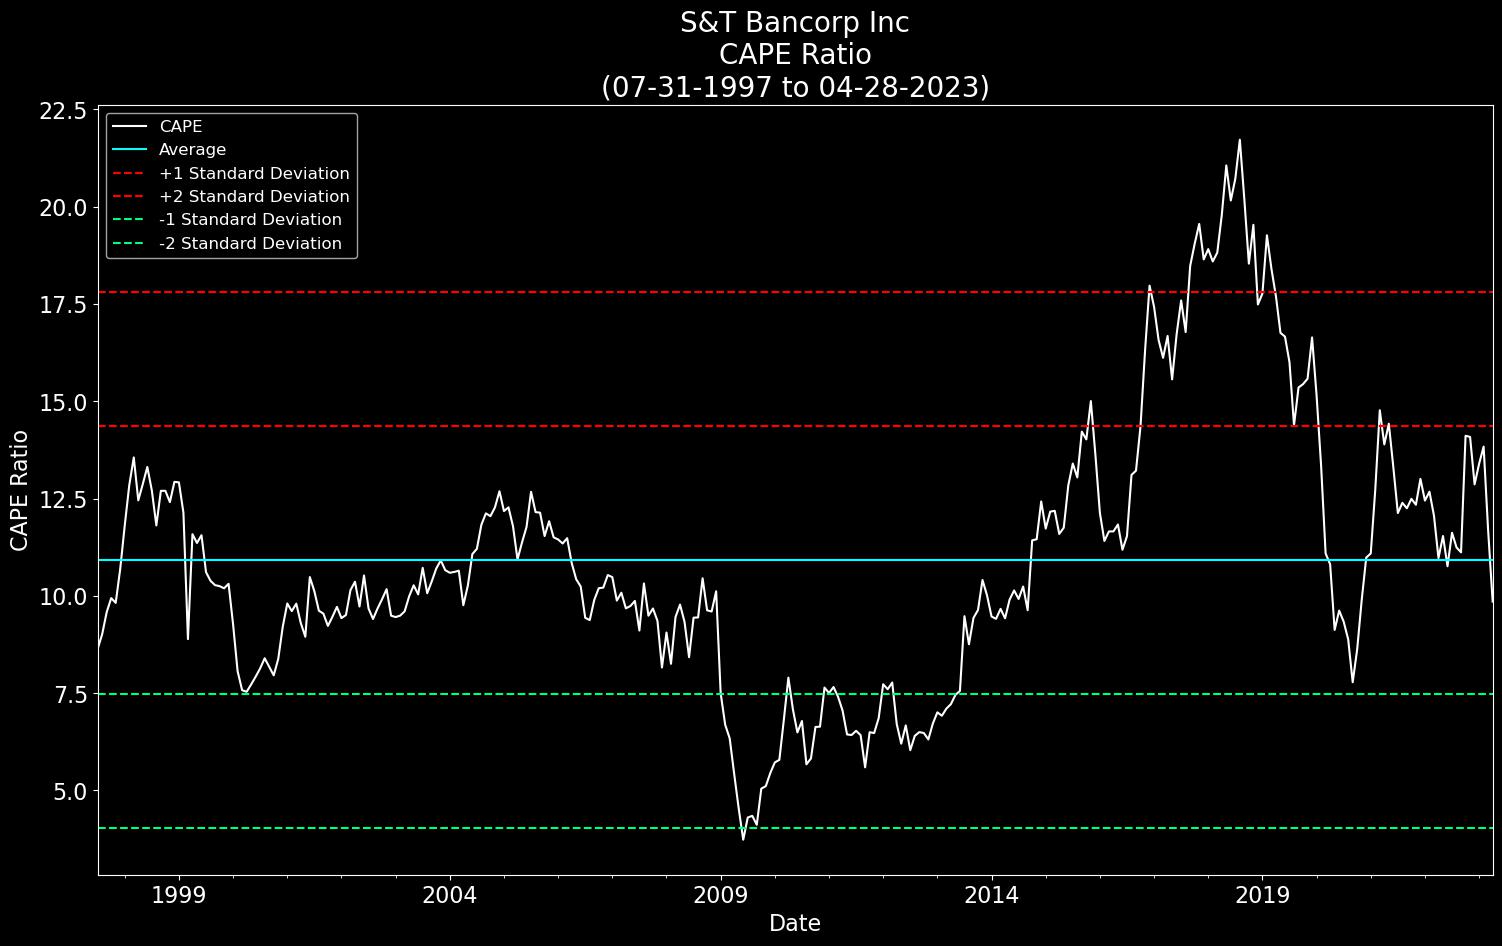 S&T Bancorp Inc
CAPE Ratio
(07-31-1997 to 04-28-2023)
22.5
20.0
17.5
15.0
12.5
10.0
7.5
5.0
CAPE Ratio
CAPE
Average
+1 Standard Deviation
+2 Standard Deviation
-1 Standard Deviation
-2 Standard Deviation
1999
2004
2009
2014
2019
Date